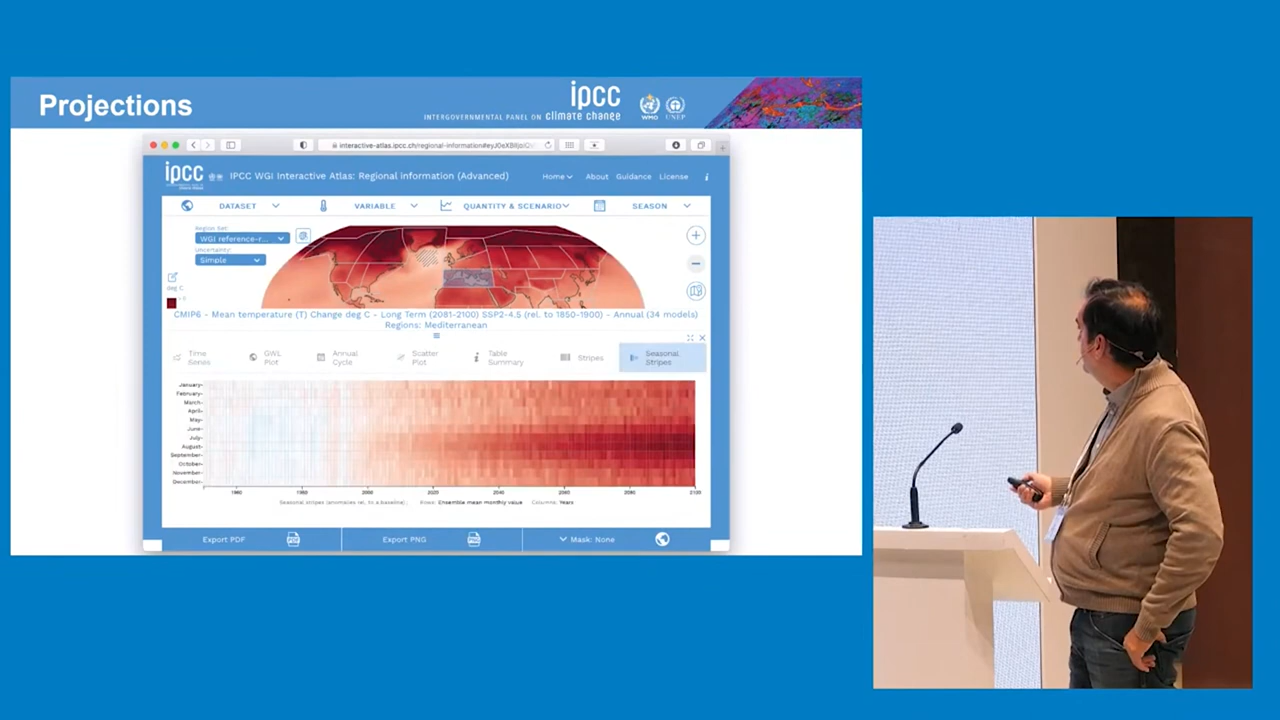 Projections
ipcc
INTERGOVERNMENTAL PANEL ON climate change
WMO UNEP
interactive-atlas.ipcc.ch/regional-information#
ipcc
IPCC WGI Interactive Atlas: Regional information (Advanced)
Home About Guidance License i
DATASET VARIABLE QUANTITY & SCENARIO SEASON
Region Set:
WGI reference-r...
Uncertainty:
Simple
deg C
CMIP6 - Mean temperature (T) Change deg C - Long Term (2081-2100) SSP2-4.5 (rel. to 1850-1900) - Annual (34 models)
Regions: Mediterranean
Time Series
GWL Plot
Annual Cycle
Scatter Plot
Table Summary
Stripes
Seasonal Stripes
January
February
March
April
May
June
July
August
September
October
November
December
1960 1980 2000 2020 2040 2060 2080 2100
Seasonal stripes (anomalies rel. to a baseline). Rows: Ensemble mean monthly value Columns: Years
Export PDF Export PNG Mask: None